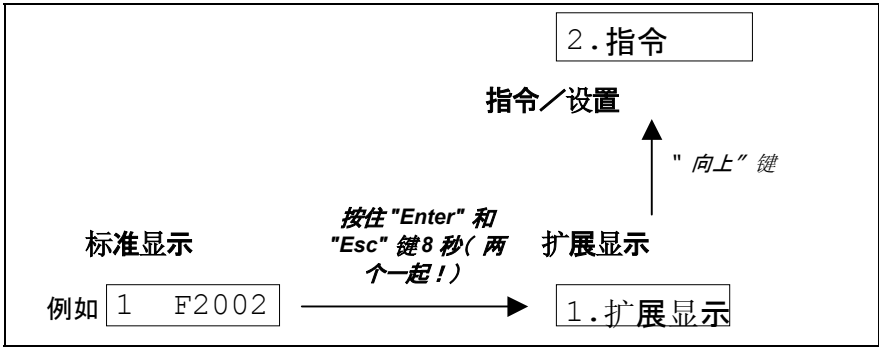 2.指令
指令／设置
" 向上" 键
按住 "Enter" 和
"Esc" 键 8 秒( 两
个一起 ! )
标准显示
扩展显示
例如 1 F2002
1.扩展显示